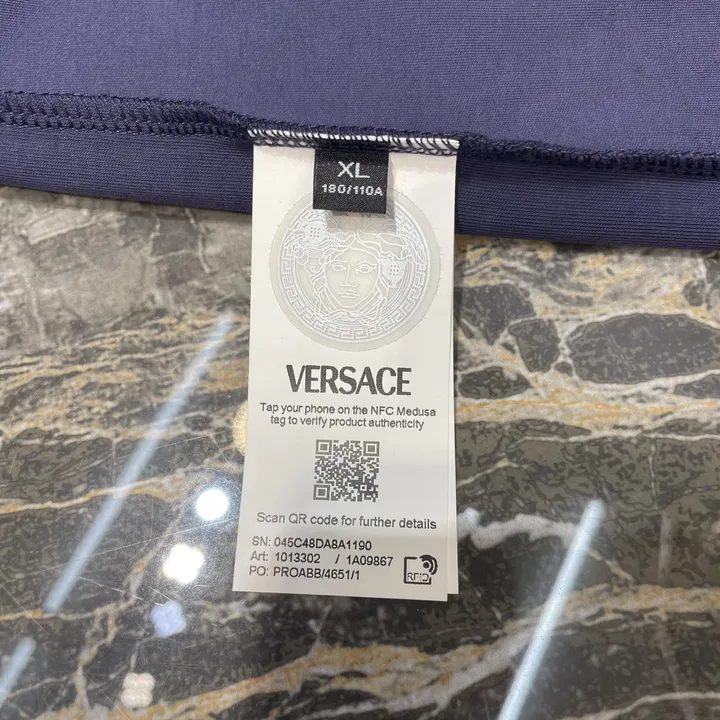 XL
180/110A
VERSACE
Tap your phone on the NFC Medusa
tag to verify product authenticity
Scan QR code for further details
SN: 045C48DA8A1190
Art: 1013302 / 1A09867
PO: PROABB/4651/1
RFID